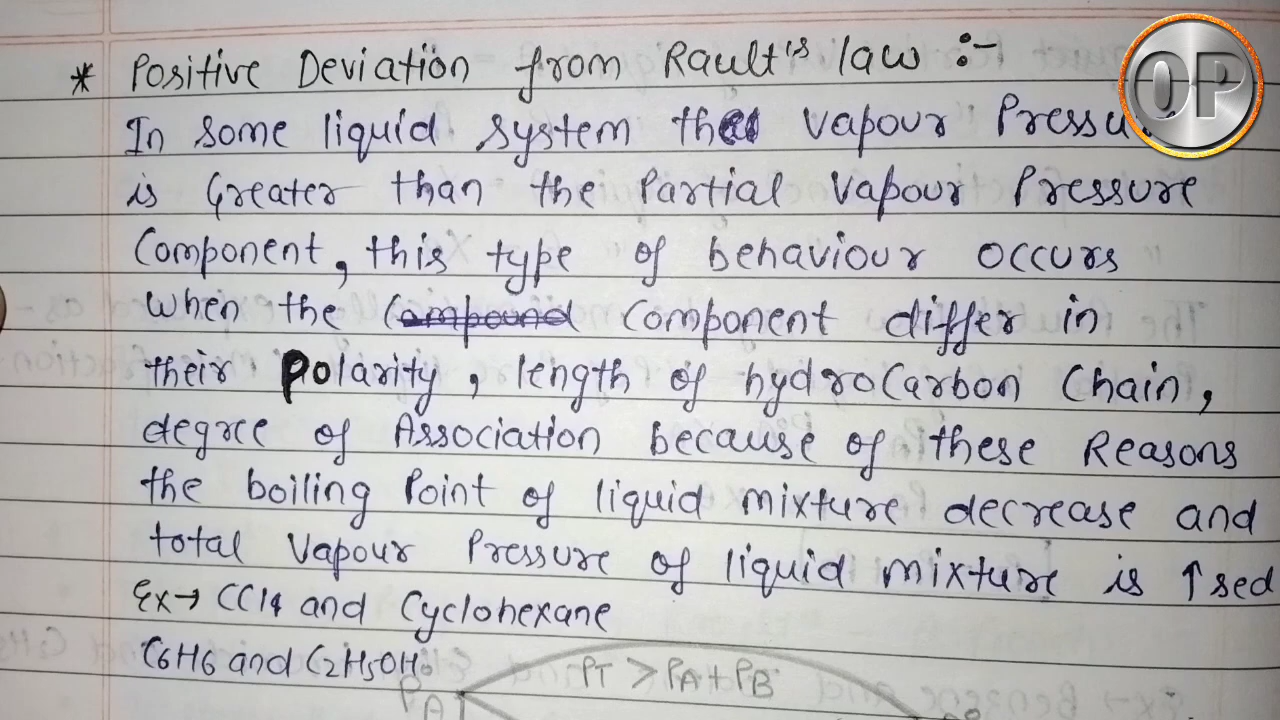 OP
* Positive Deviation from Rault's law :-
In some liquid system the vapour Pressure
is Greater than the Partial vapour Pressure
Component, this type of behaviour occurs
when the Compound Component differ in
their Polarity, length of hydrocarbon Chain,
degree of Association because of these Reasons
the boiling Point of liquid mixture decrease and
total vapour Pressure of liquid mixture is ↑sed
Ex→ CCl4 and Cyclohexane
C6H6 and C2H5OH.
PT > PA + PB
PA